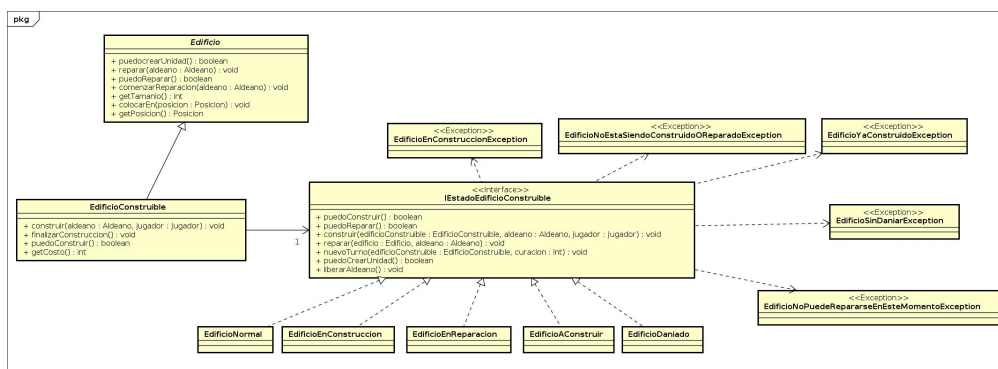 pkg
Edificio
+ puedocrearUnidad() : boolean
+ reparar(aldeano : Aldeano) : void
+ puedoReparar() : boolean
+ comenzarReparacion(aldeano : Aldeano) : void
+ getTamanio() : int
+ colocarEn(posicion : Posicion) : void
+ getPosicion() : Posicion
<<Exception>>
EdificioEnConstruccionException
<<Exception>>
EdificioNoEstaSiendoConstruidoOReparadoException
<<Exception>>
EdificioYaConstruidoException
EdificioConstruible
+ construir(aldeano : Aldeano, jugador : Jugador) : void
+ finalizarConstruccion() : void
+ puedoConstruir() : boolean
+ getCosto() : int
1
<<Interface>>
IEstadoEdificioConstruible
+ puedoConstruir() : boolean
+ puedoReparar() : boolean
+ construir(edificioConstruible : EdificioConstruible, aldeano : Aldeano, jugador : Jugador) : void
+ reparar(edificio : Edificio, aldeano : Aldeano) : void
+ nuevoTurno(edificioConstruible : EdificioConstruible, curacion : int) : void
+ puedoCrearUnidad() : boolean
+ liberarAldeano() : void
<<Exception>>
EdificioSinDaniarException
<<Exception>>
EdificioNoPuedeRepararseEnEsteMomentoException
EdificioNormal
EdificioEnConstruccion
EdificioEnReparacion
EdificioAConstruir
EdificioDaniado